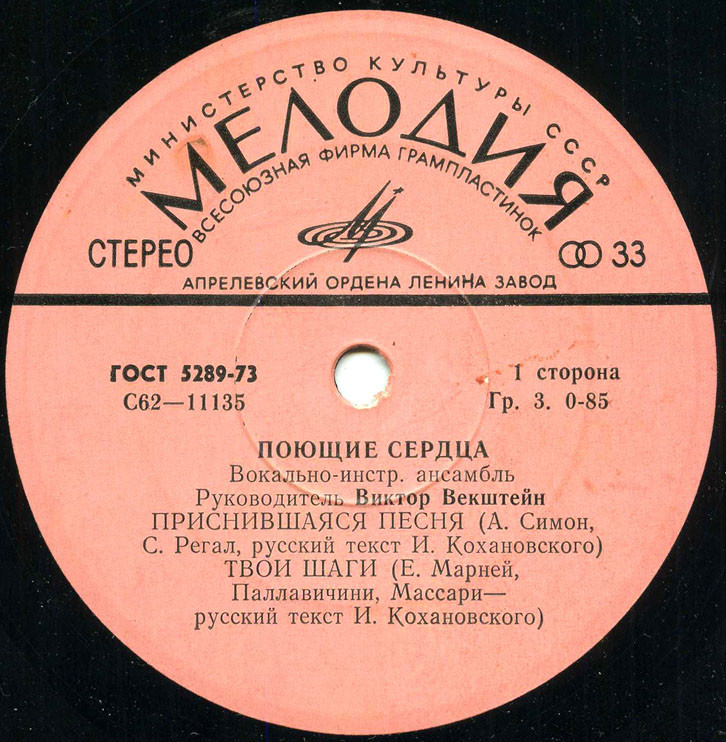 МИНИСТЕРСТВО КУЛЬТУРЫ СССР
МЕЛОДИЯ
ВСЕСОЮЗНАЯ ФИРМА ГРАМПЛАСТИНОК
СТЕРЕО
33
АПРЕЛЕВСКИЙ ОРДЕНА ЛЕНИНА ЗАВОД
ГОСТ 5289-73
1 сторона
С62—11135
Гр. 3. 0-85
ПОЮЩИЕ СЕРДЦА
Вокально-инстр. ансамбль
Руководитель Виктор Векштейн
ПРИСНИВШАЯСЯ ПЕСНЯ (А. Симон,
С. Регал, русский текст И. Кохановского)
ТВОИ ШАГИ (Е. Марней,
Паллавичини, Массари—
русский текст И. Кохановского)